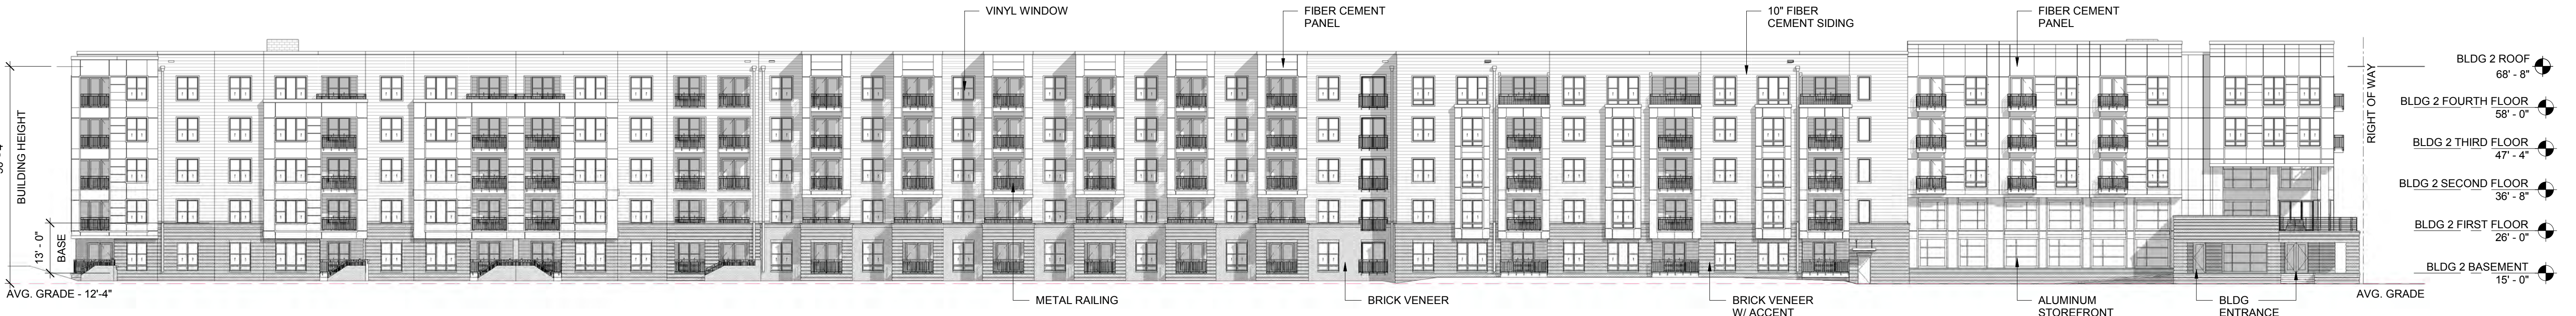 VINYL WINDOW
FIBER CEMENT
PANEL
10" FIBER
CEMENT SIDING
FIBER CEMENT
PANEL
BUILDING HEIGHT
13' - 0"
BASE
AVG. GRADE - 12'-4"
METAL RAILING
BRICK VENEER
BRICK VENEER
W/ ACCENT
ALUMINUM
STOREFRONT
BLDG
ENTRANCE
RIGHT OF WAY
AVG. GRADE
BLDG 2 ROOF
68' - 8"
BLDG 2 FOURTH FLOOR
58' - 0"
BLDG 2 THIRD FLOOR
47' - 4"
BLDG 2 SECOND FLOOR
36' - 8"
BLDG 2 FIRST FLOOR
26' - 0"
BLDG 2 BASEMENT
15' - 0"